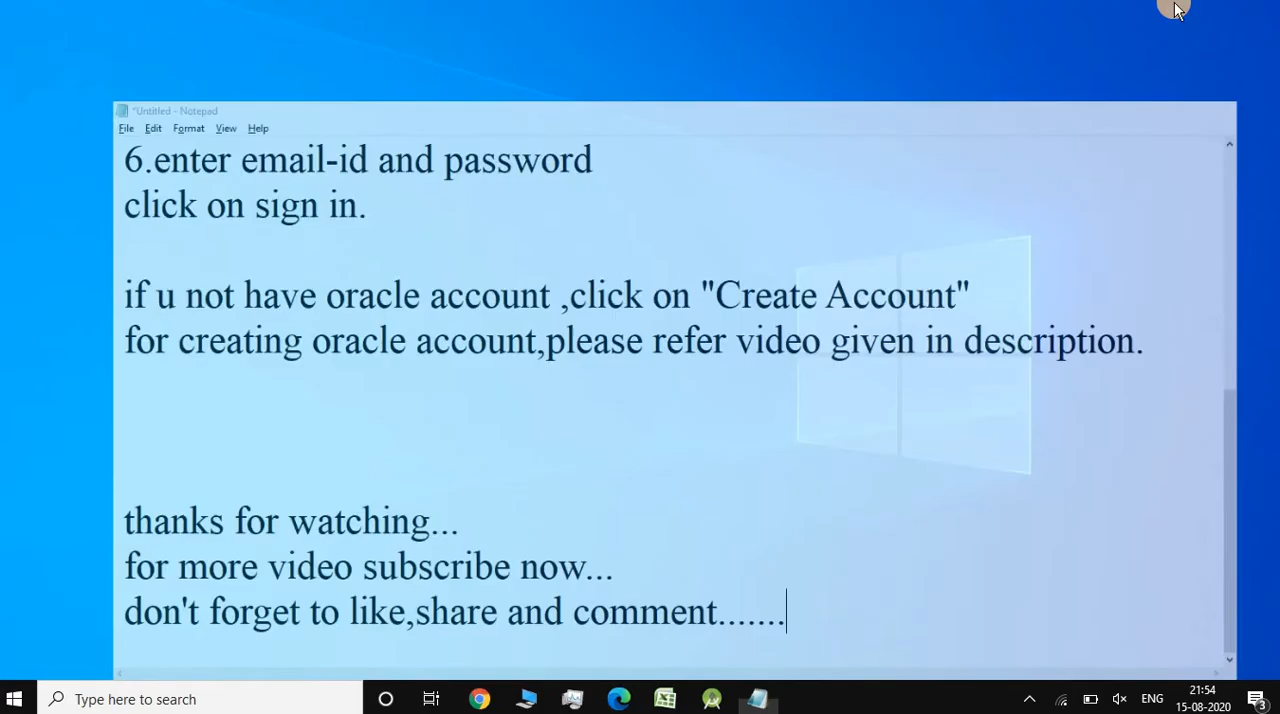 *Untitled - Notepad
File Edit Format View Help
6.enter email-id and password
click on sign in.
if u not have oracle account ,click on "Create Account"
for creating oracle account,please refer video given in description.
thanks for watching...
for more video subscribe now...
don't forget to like,share and comment.......
Type here to search
ENG
21:54
15-08-2020
3